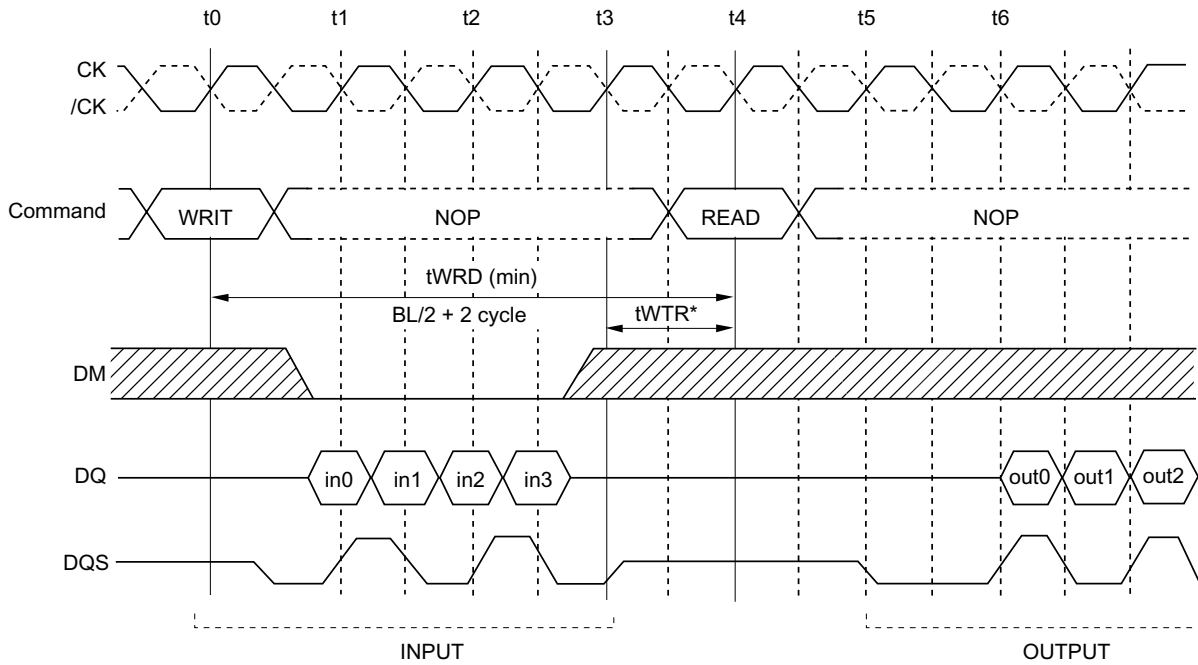 t0 t1 t2 t3 t4 t5 t6
CK
/CK
Command WRIT NOP READ NOP
tWRD (min)
BL/2 + 2 cycle tWTR*
DM
DQ in0 in1 in2 in3 out0 out1 out2
DQS
INPUT OUTPUT